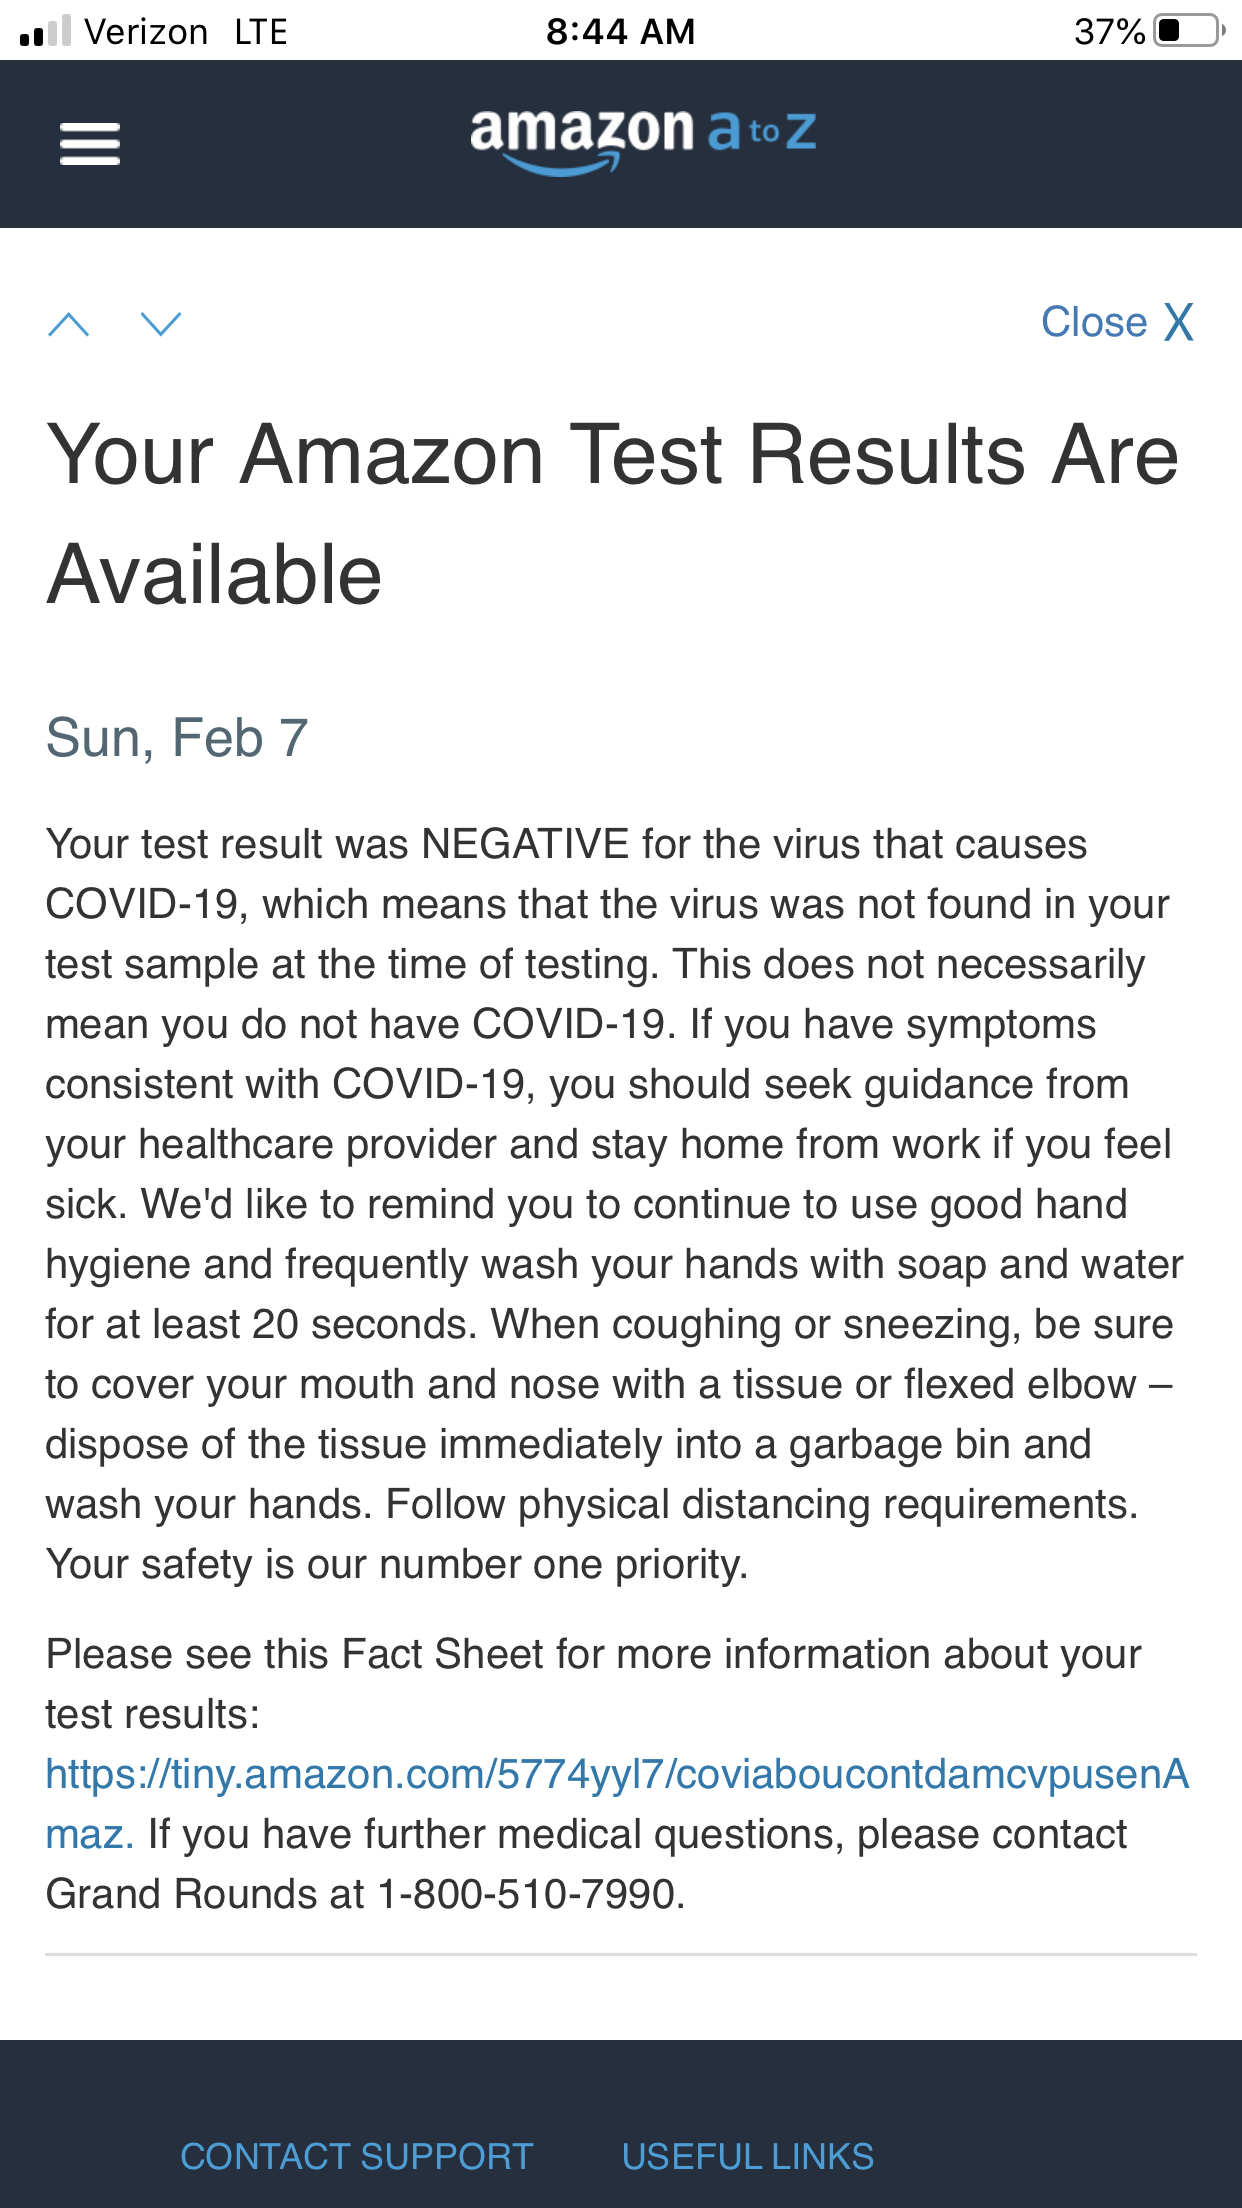 Verizon LTE 8:44 AM 37%
amazon a to z
Close X
Your Amazon Test Results Are
Available
Sun, Feb 7
Your test result was NEGATIVE for the virus that causes
COVID-19, which means that the virus was not found in your
test sample at the time of testing. This does not necessarily
mean you do not have COVID-19. If you have symptoms
consistent with COVID-19, you should seek guidance from
your healthcare provider and stay home from work if you feel
sick. We'd like to remind you to continue to use good hand
hygiene and frequently wash your hands with soap and water
for at least 20 seconds. When coughing or sneezing, be sure
to cover your mouth and nose with a tissue or flexed elbow –
dispose of the tissue immediately into a garbage bin and
wash your hands. Follow physical distancing requirements.
Your safety is our number one priority.
Please see this Fact Sheet for more information about your
test results:
https://tiny.amazon.com/5774yyl7/coviaboucontdamcvpusenA
maz. If you have further medical questions, please contact
Grand Rounds at 1-800-510-7990.
CONTACT SUPPORT USEFUL LINKS